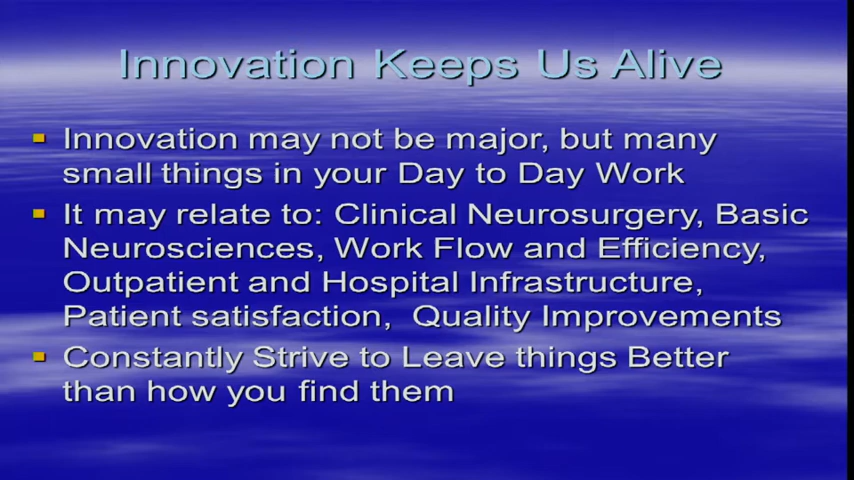 Innovation Keeps Us Alive
Innovation may not be major, but many
small things in your Day to Day Work
It may relate to: Clinical Neurosurgery, Basic
Neurosciences, Work Flow and Efficiency,
Outpatient and Hospital Infrastructure,
Patient satisfaction, Quality Improvements
Constantly Strive to Leave things Better
than how you find them